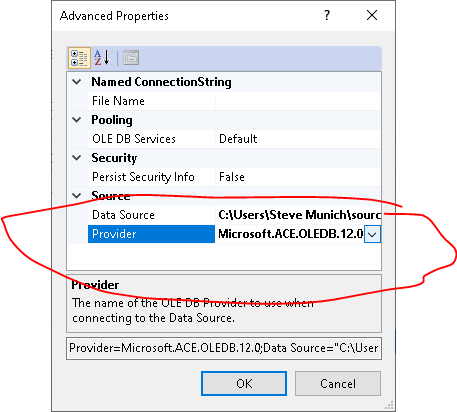 Advanced Properties
Named ConnectionString
File Name
Pooling
OLE DB Services Default
Security
Persist Security Info False
Source
Data Source C:\Users\Steve Munich\sourc
Provider Microsoft.ACE.OLEDB.12.0
Provider
The name of the OLE DB Provider to use when
connecting to the Data Source.
Provider=Microsoft.ACE.OLEDB.12.0;Data Source="C:\User
OK Cancel